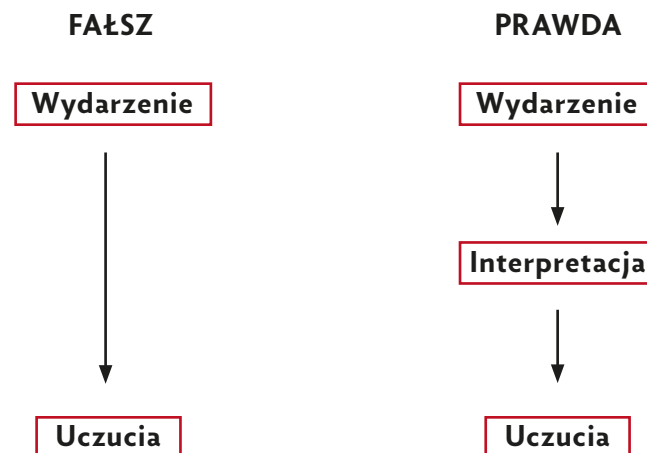 FAŁSZ
Wydarzenie
Uczucia
PRAWDA
Wydarzenie
Interpretacja
Uczucia